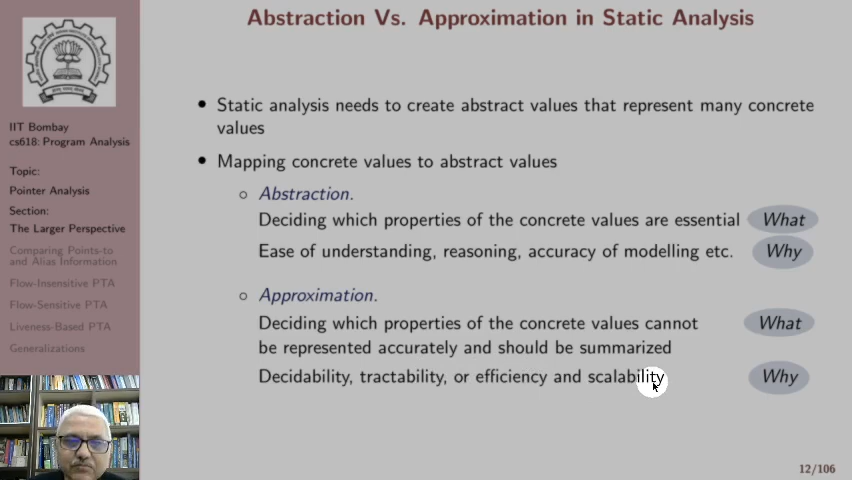 Abstraction Vs. Approximation in Static Analysis
IIT Bombay
cs618: Program Analysis
Topic:
Pointer Analysis
Section:
The Larger Perspective
Comparing Points-to
and Alias Information
Flow-Insensitive PTA
Flow-Sensitive PTA
Liveness-Based PTA
Generalizations
Static analysis needs to create abstract values that represent many concrete
values
Mapping concrete values to abstract values
Abstraction.
Deciding which properties of the concrete values are essential What
Ease of understanding, reasoning, accuracy of modelling etc. Why
Approximation.
Deciding which properties of the concrete values cannot What
be represented accurately and should be summarized
Decidability, tractability, or efficiency and scalability Why
12/106